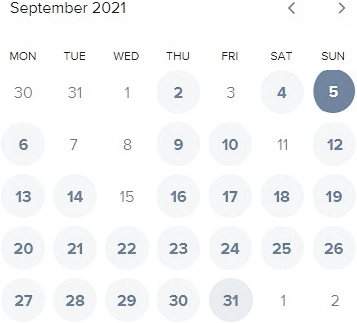 September 2021
MON TUE WED THU FRI SAT SUN
30 31 1 2 3 4 5
6 7 8 9 10 11 12
13 14 15 16 17 18 19
20 21 22 23 24 25 26
27 28 29 30 31 1 2